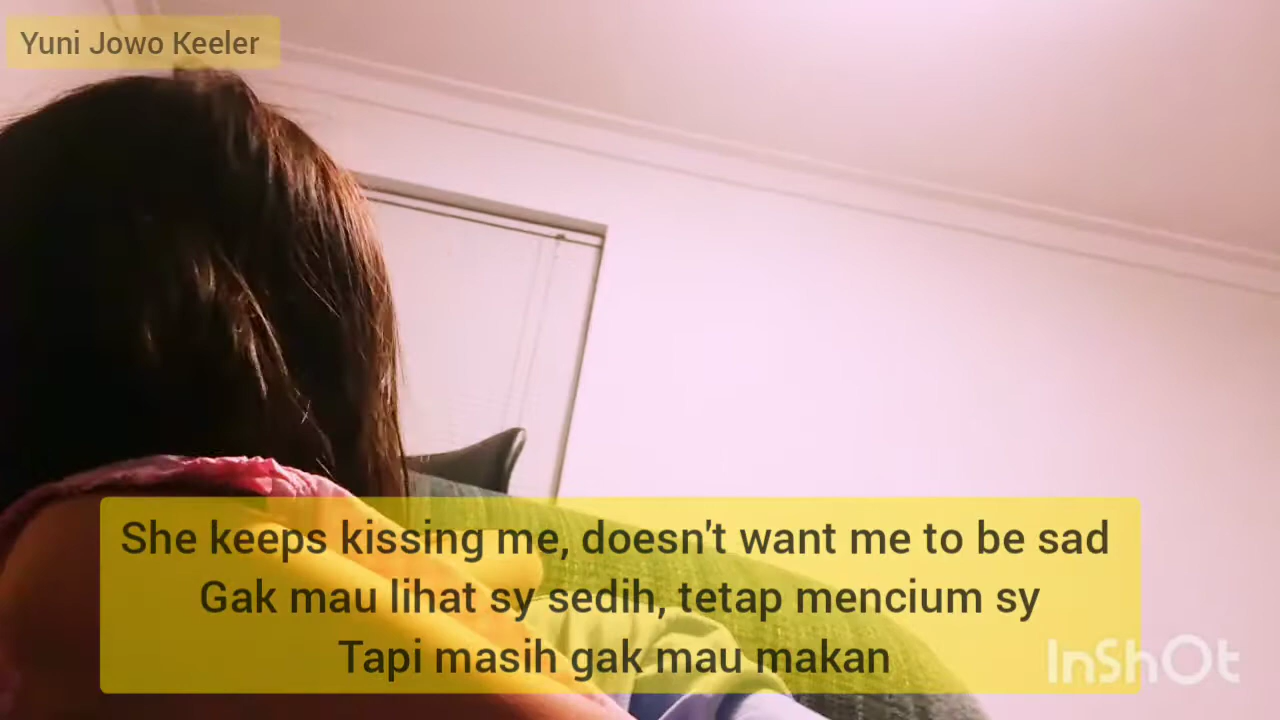 Yuni Jowo Keeler
She keeps kissing me, doesn't want me to be sad
Gak mau lihat sy sedih, tetap mencium sy
Tapi masih gak mau makan
InShOt